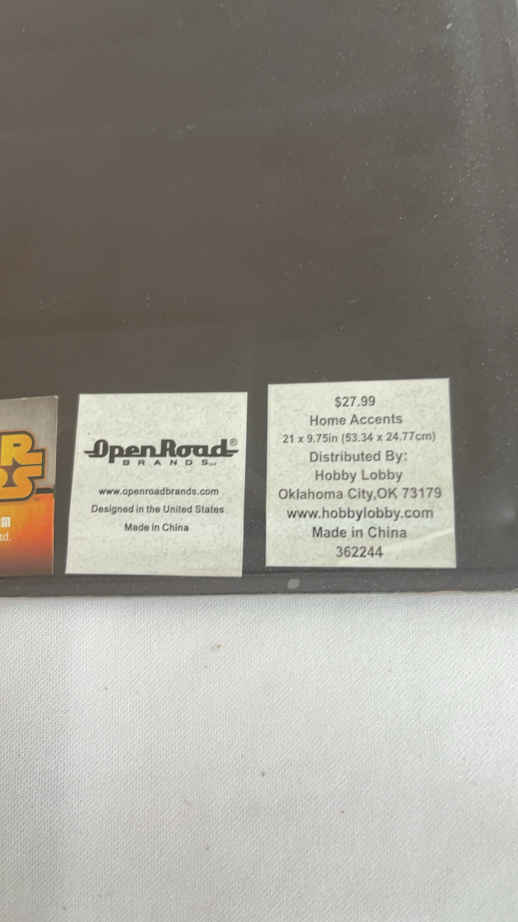 R
RS
td.
OpenRoad®
BRANDS
www.openroadbrands.com
Designed in the United States
Made in China
$27.99
Home Accents
21 x 9.75in (53.34 x 24.77cm)
Distributed By:
Hobby Lobby
Oklahoma City,OK 73179
www.hobbylobby.com
Made in China
362244